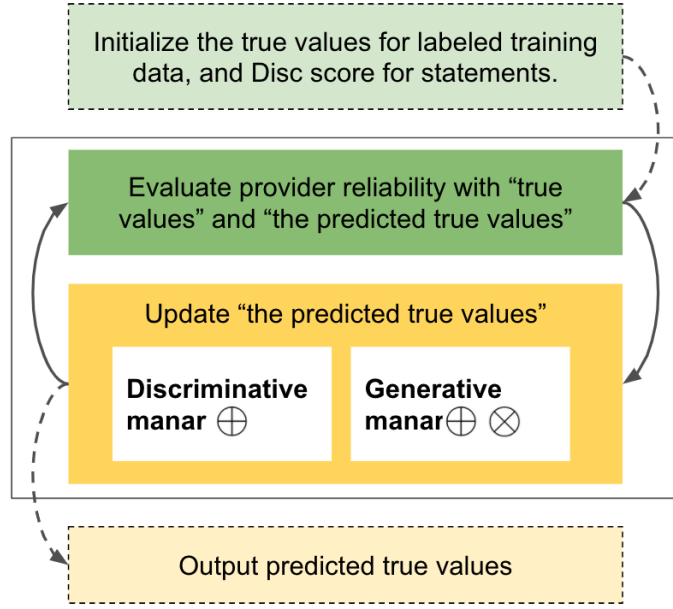 Initialize the true values for labeled training
data, and Disc score for statements.
Evaluate provider reliability with “true
values” and “the predicted true values”
Update “the predicted true values”
Discriminative
manar ⊕
Generative
manar ⊕ ⊗
Output predicted true values